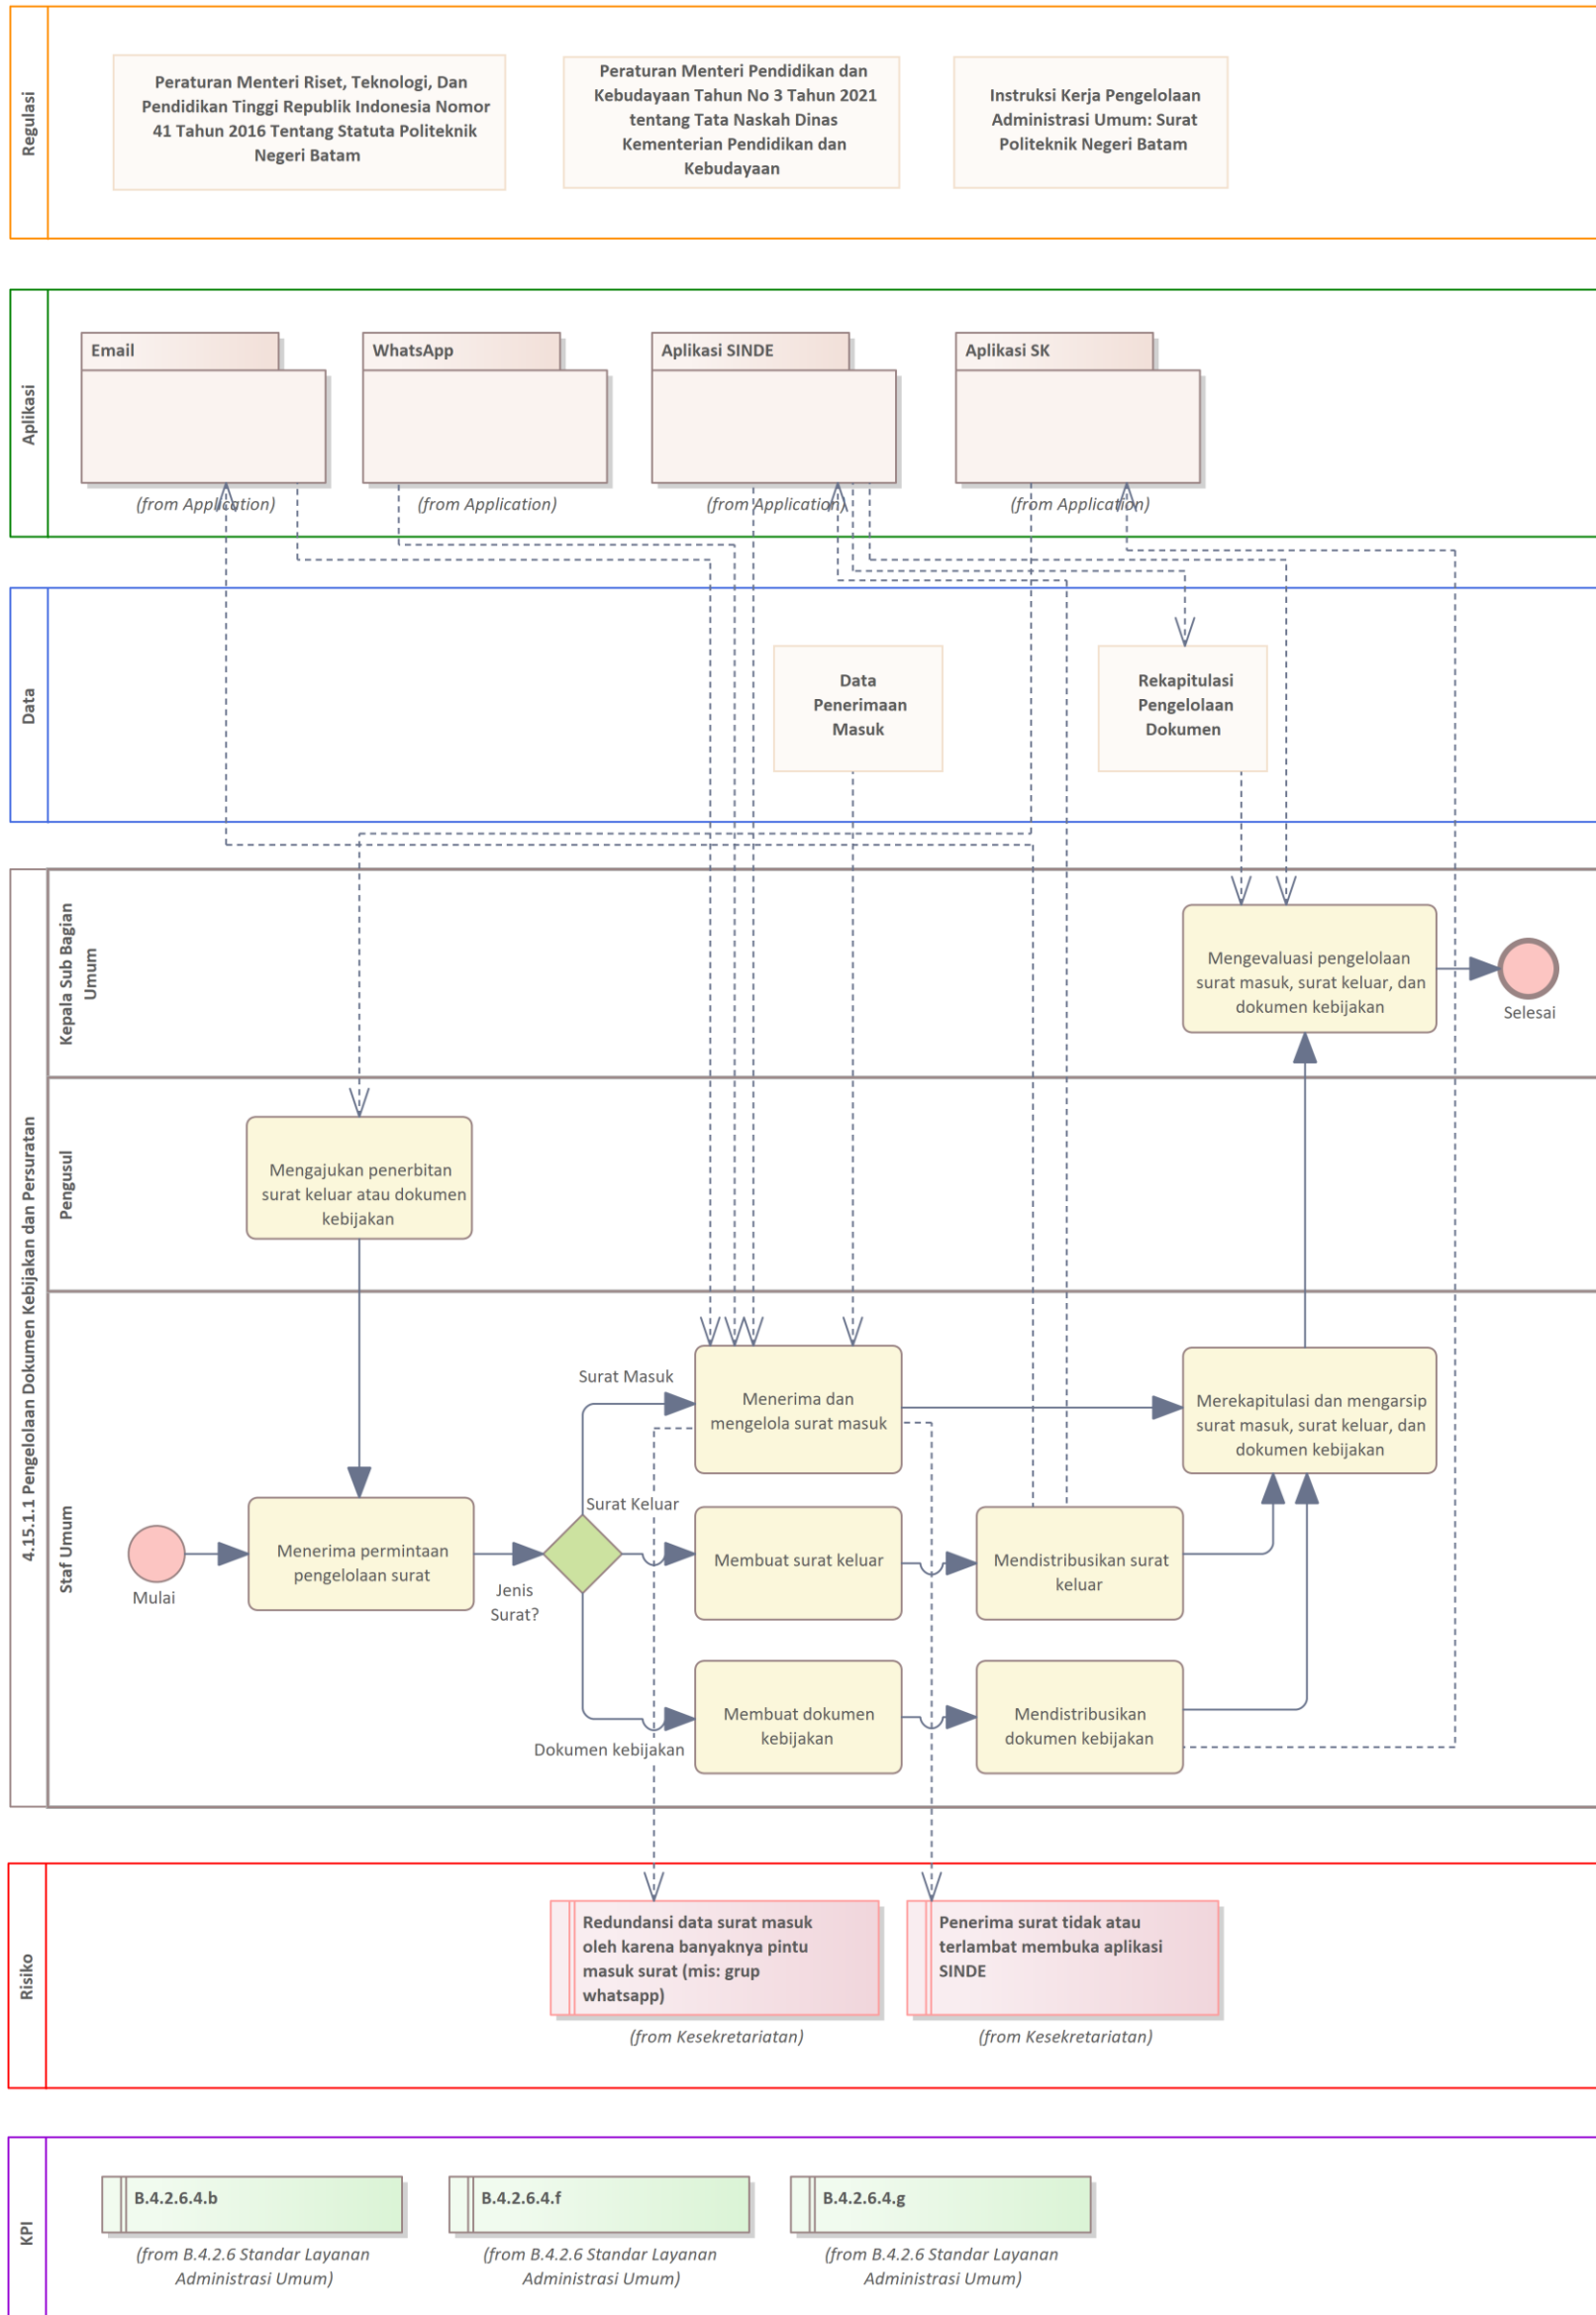 Regulasi
Peraturan Menteri Riset, Teknologi, Dan
Pendidikan Tinggi Republik Indonesia Nomor
41 Tahun 2016 Tentang Statuta Politeknik
Negeri Batam
Peraturan Menteri Pendidikan dan
Kebudayaan Tahun No 3 Tahun 2021
tentang Tata Naskah Dinas
Kementerian Pendidikan dan
Kebudayaan
Instruksi Kerja Pengelolaan
Administrasi Umum: Surat
Politeknik Negeri Batam
Aplikasi
Email
(from Application)
WhatsApp
(from Application)
Aplikasi SINDE
(from Application)
Aplikasi SK
(from Application)
Data
Data
Penerimaan
Masuk
Rekapitulasi
Pengelolaan
Dokumen
4.15.1.1 Pengelolaan Dokumen Kebijakan dan Persuratan
Kepala Sub Bagian
Umum
Mengevaluasi pengelolaan
surat masuk, surat keluar, dan
dokumen kebijakan
Selesai
Pengusul
Mengajukan penerbitan
surat keluar atau dokumen
kebijakan
Staf Umum
Mulai
Menerima permintaan
pengelolaan surat
Jenis
Surat?
Surat Masuk
Menerima dan
mengelola surat masuk
Merekapitulasi dan mengarsip
surat masuk, surat keluar, dan
dokumen kebijakan
Surat Keluar
Membuat surat keluar
Mendistribusikan surat
keluar
Dokumen kebijakan
Membuat dokumen
kebijakan
Mendistribusikan
dokumen kebijakan
Risiko
Redundansi data surat masuk
oleh karena banyaknya pintu
masuk surat (mis: grup
whatsapp)
(from Kesekretariatan)
Penerima surat tidak atau
terlambat membuka aplikasi
SINDE
(from Kesekretariatan)
KPI
B.4.2.6.4.b
(from B.4.2.6 Standar Layanan
Administrasi Umum)
B.4.2.6.4.f
(from B.4.2.6 Standar Layanan
Administrasi Umum)
B.4.2.6.4.g
(from B.4.2.6 Standar Layanan
Administrasi Umum)